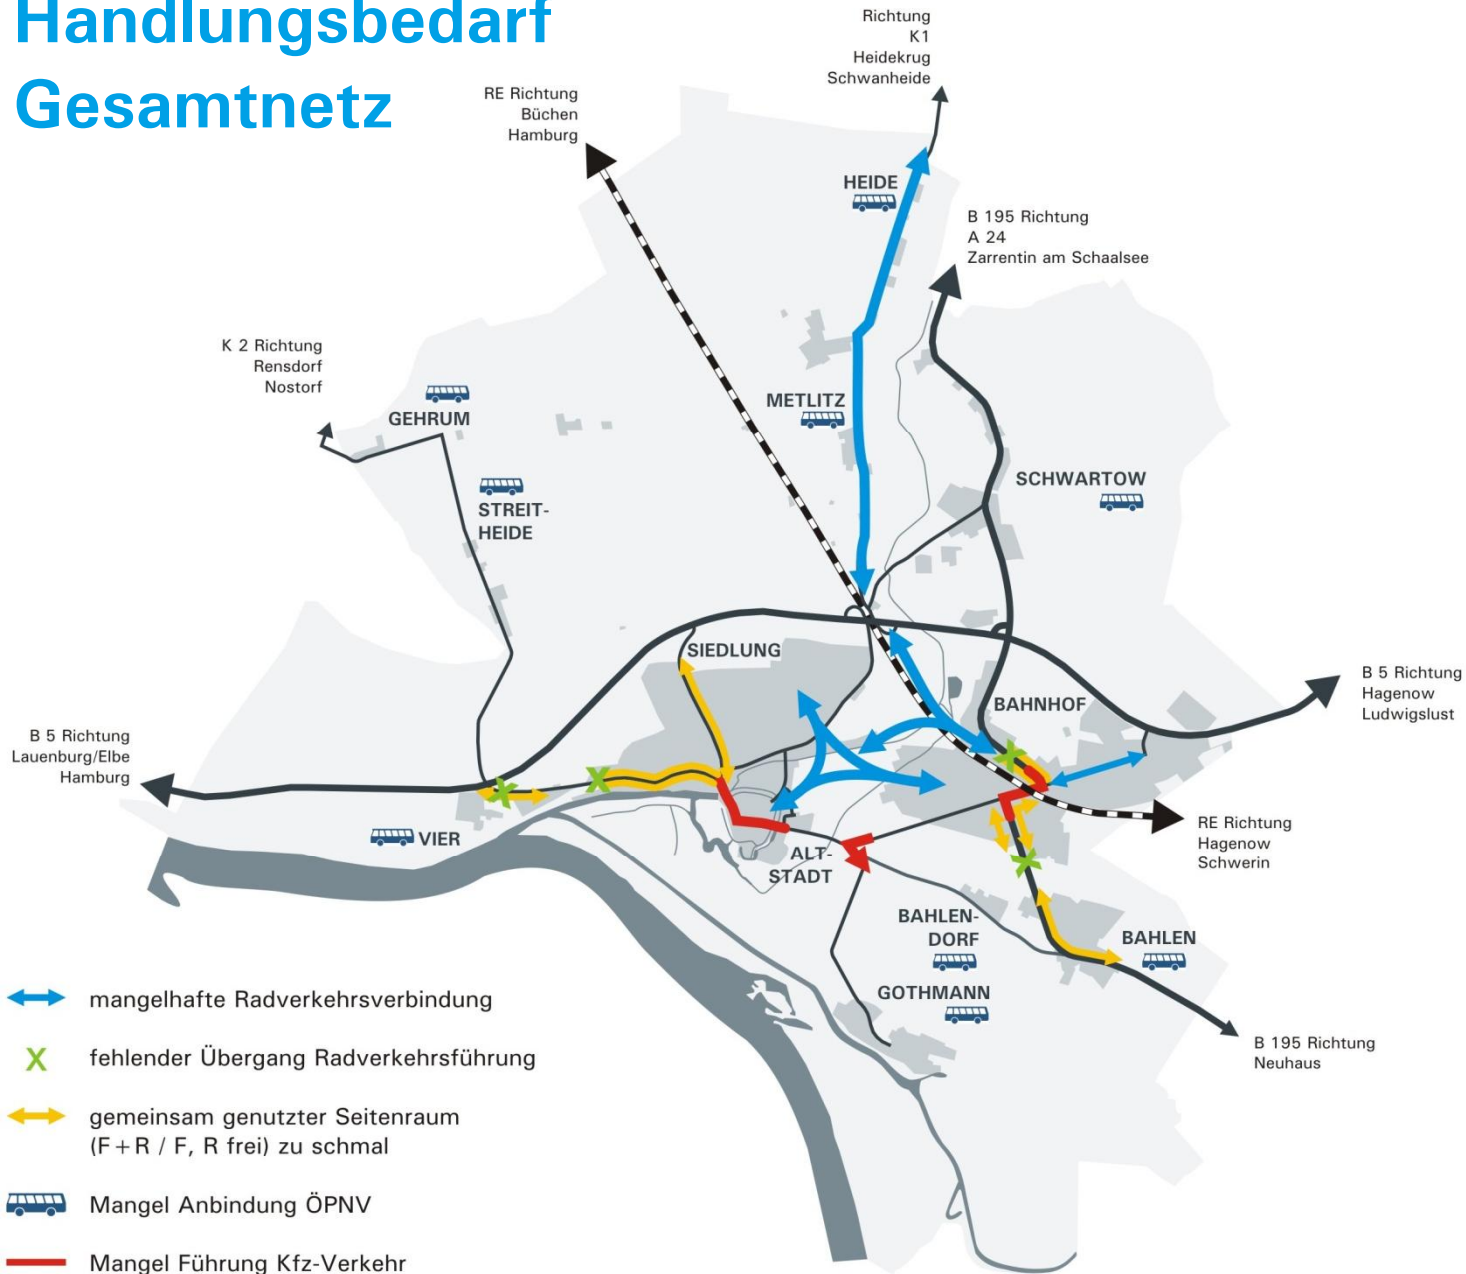 Handlungsbedarf
Gesamtnetz
Richtung
K1
Heidekrug
Schwanheide
RE Richtung
Büchen
Hamburg
HEIDE
B 195 Richtung
A 24
Zarrentin am Schaalsee
K 2 Richtung
Rensdorf
Nostorf
GEHRUM
METLITZ
STREIT-
HEIDE
SCHWARTOW
SIEDLUNG
BAHNHOF
B 5 Richtung
Hagenow
Ludwigslust
B 5 Richtung
Lauenburg/Elbe
Hamburg
VIER
ALT-
STADT
RE Richtung
Hagenow
Schwerin
BAHLEN-
DORF
BAHLEN
GOTHMANN
B 195 Richtung
Neuhaus
mangelhafte Radverkehrsverbindung
X fehlender Übergang Radverkehrsführung
gemeinsam genutzter Seitenraum
(F+R / F, R frei) zu schmal
Mangel Anbindung ÖPNV
Mangel Führung Kfz-Verkehr